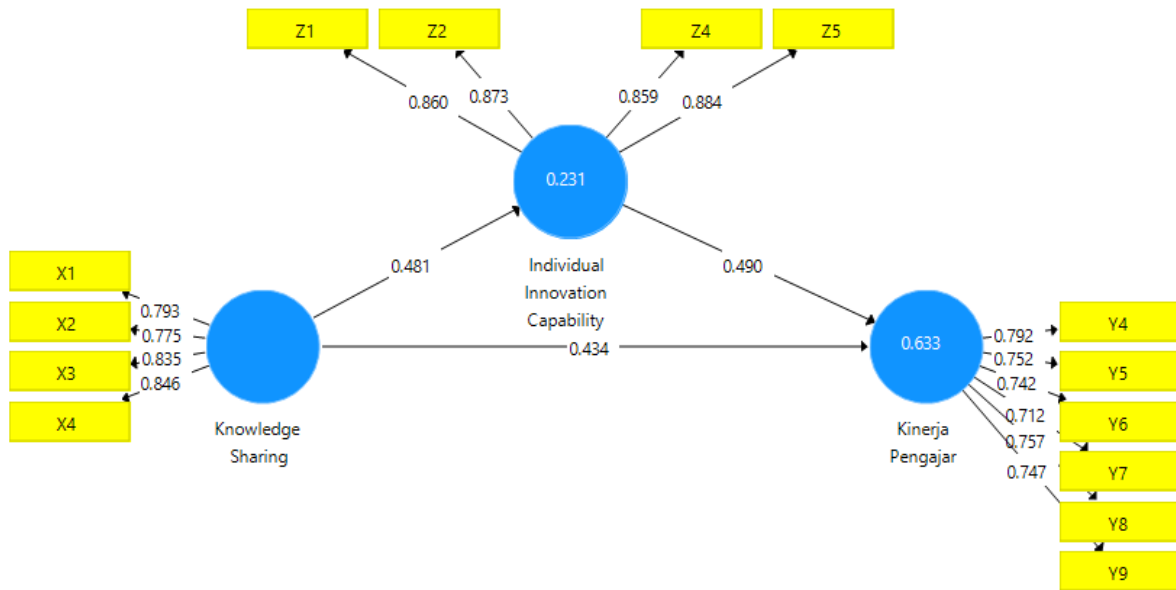 Z1
Z2
Z4
Z5
0.860
0.873
0.859
0.884
0.231
Individual
Innovation
Capability
0.481
0.490
X1
X2
X3
X4
0.793
0.775
0.835
0.846
Knowledge
Sharing
0.434
0.633
Kinerja
Pengajar
0.792
0.752
0.742
0.712
0.757
0.747
Y4
Y5
Y6
Y7
Y8
Y9